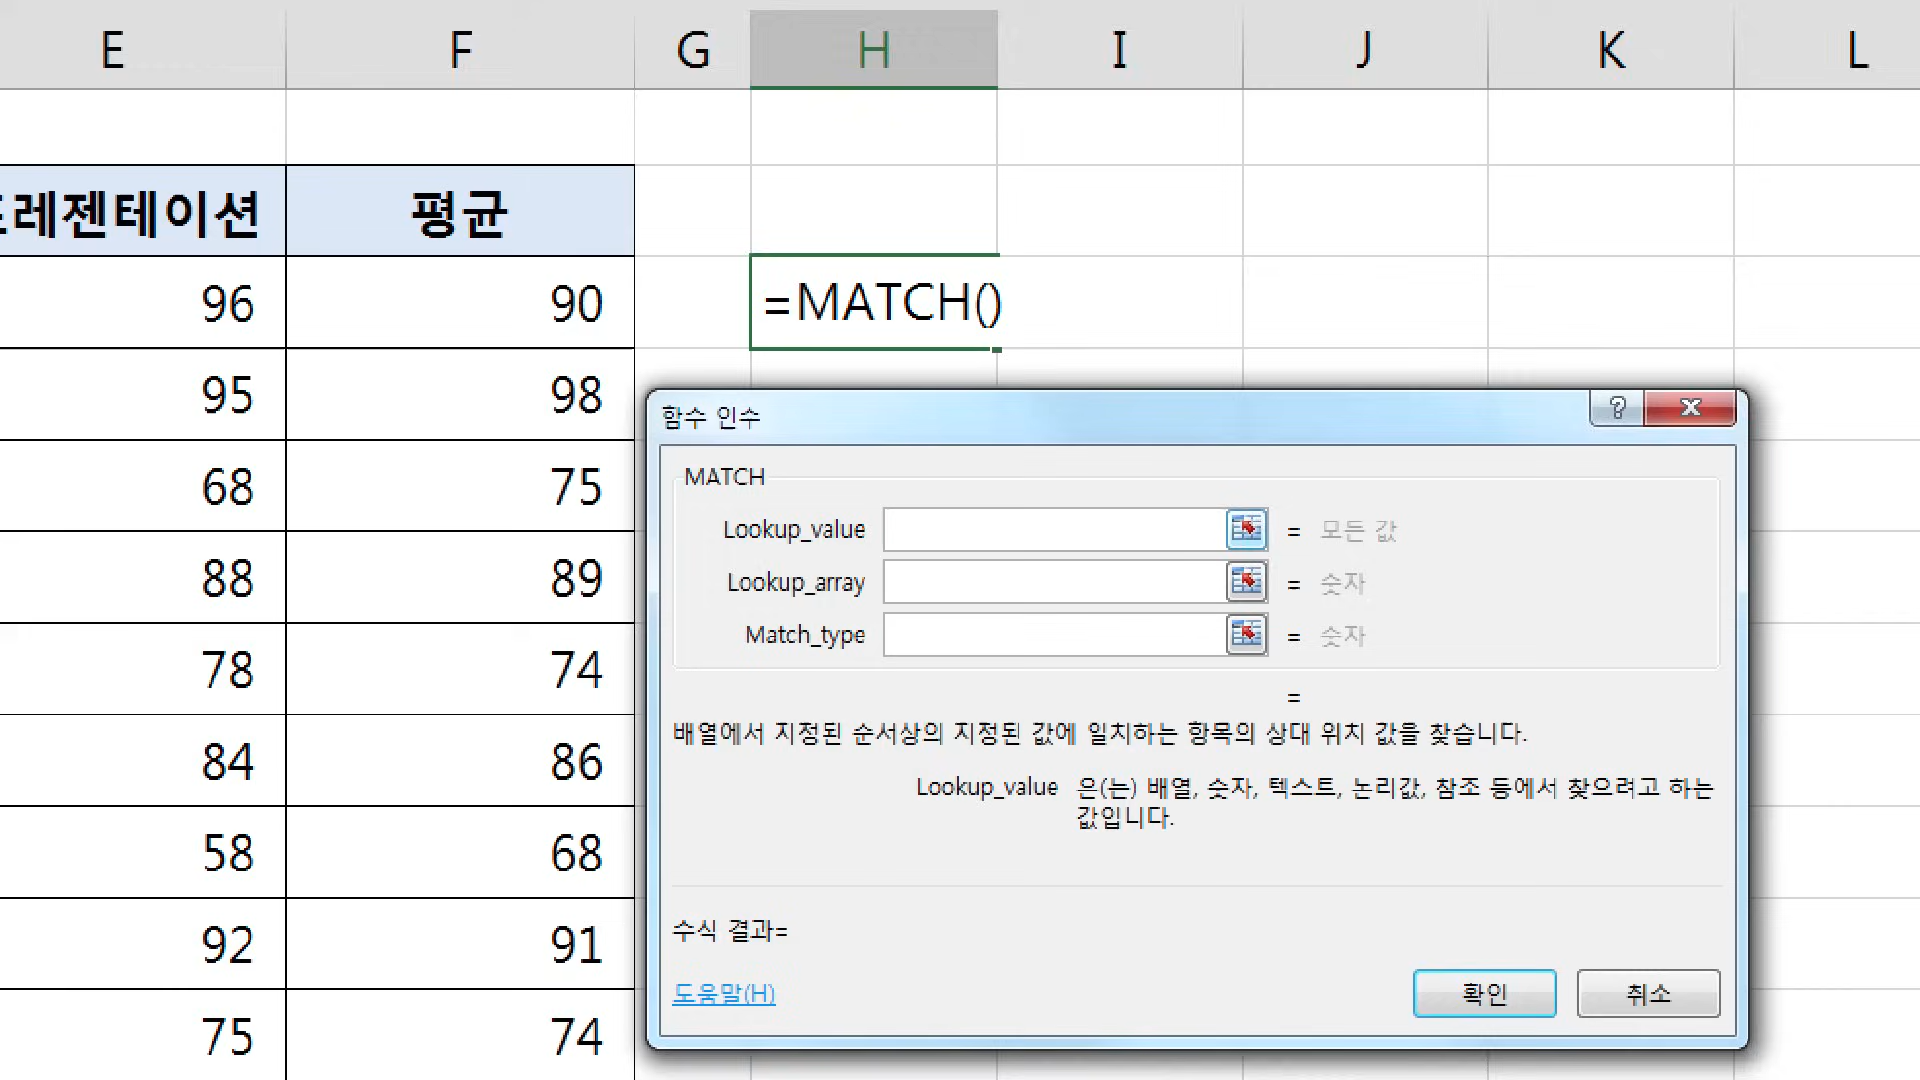 E F G H I J K L
프레젠테이션 평균
96 90 =MATCH()
95 98
68 75
88 89
78 74
84 86
58 68
92 91
75 74
함수 인수
MATCH
Lookup_value = 모든 값
Lookup_array = 숫자
Match_type = 숫자
=
배열에서 지정된 순서상의 지정된 값에 일치하는 항목의 상대 위치 값을 찾습니다.
Lookup_value 은(는) 배열, 숫자, 텍스트, 논리값, 참조 등에서 찾으려고 하는
값입니다.
수식 결과=
도움말(H) 확인 취소